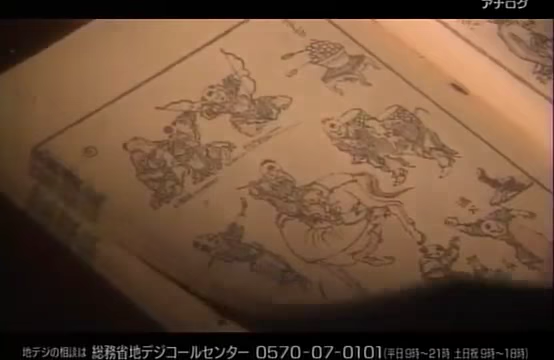 アナログ
地デジの相談は 総務省地デジコールセンター 0570-07-0101(平日9時~21時 土日祝9時~18時)